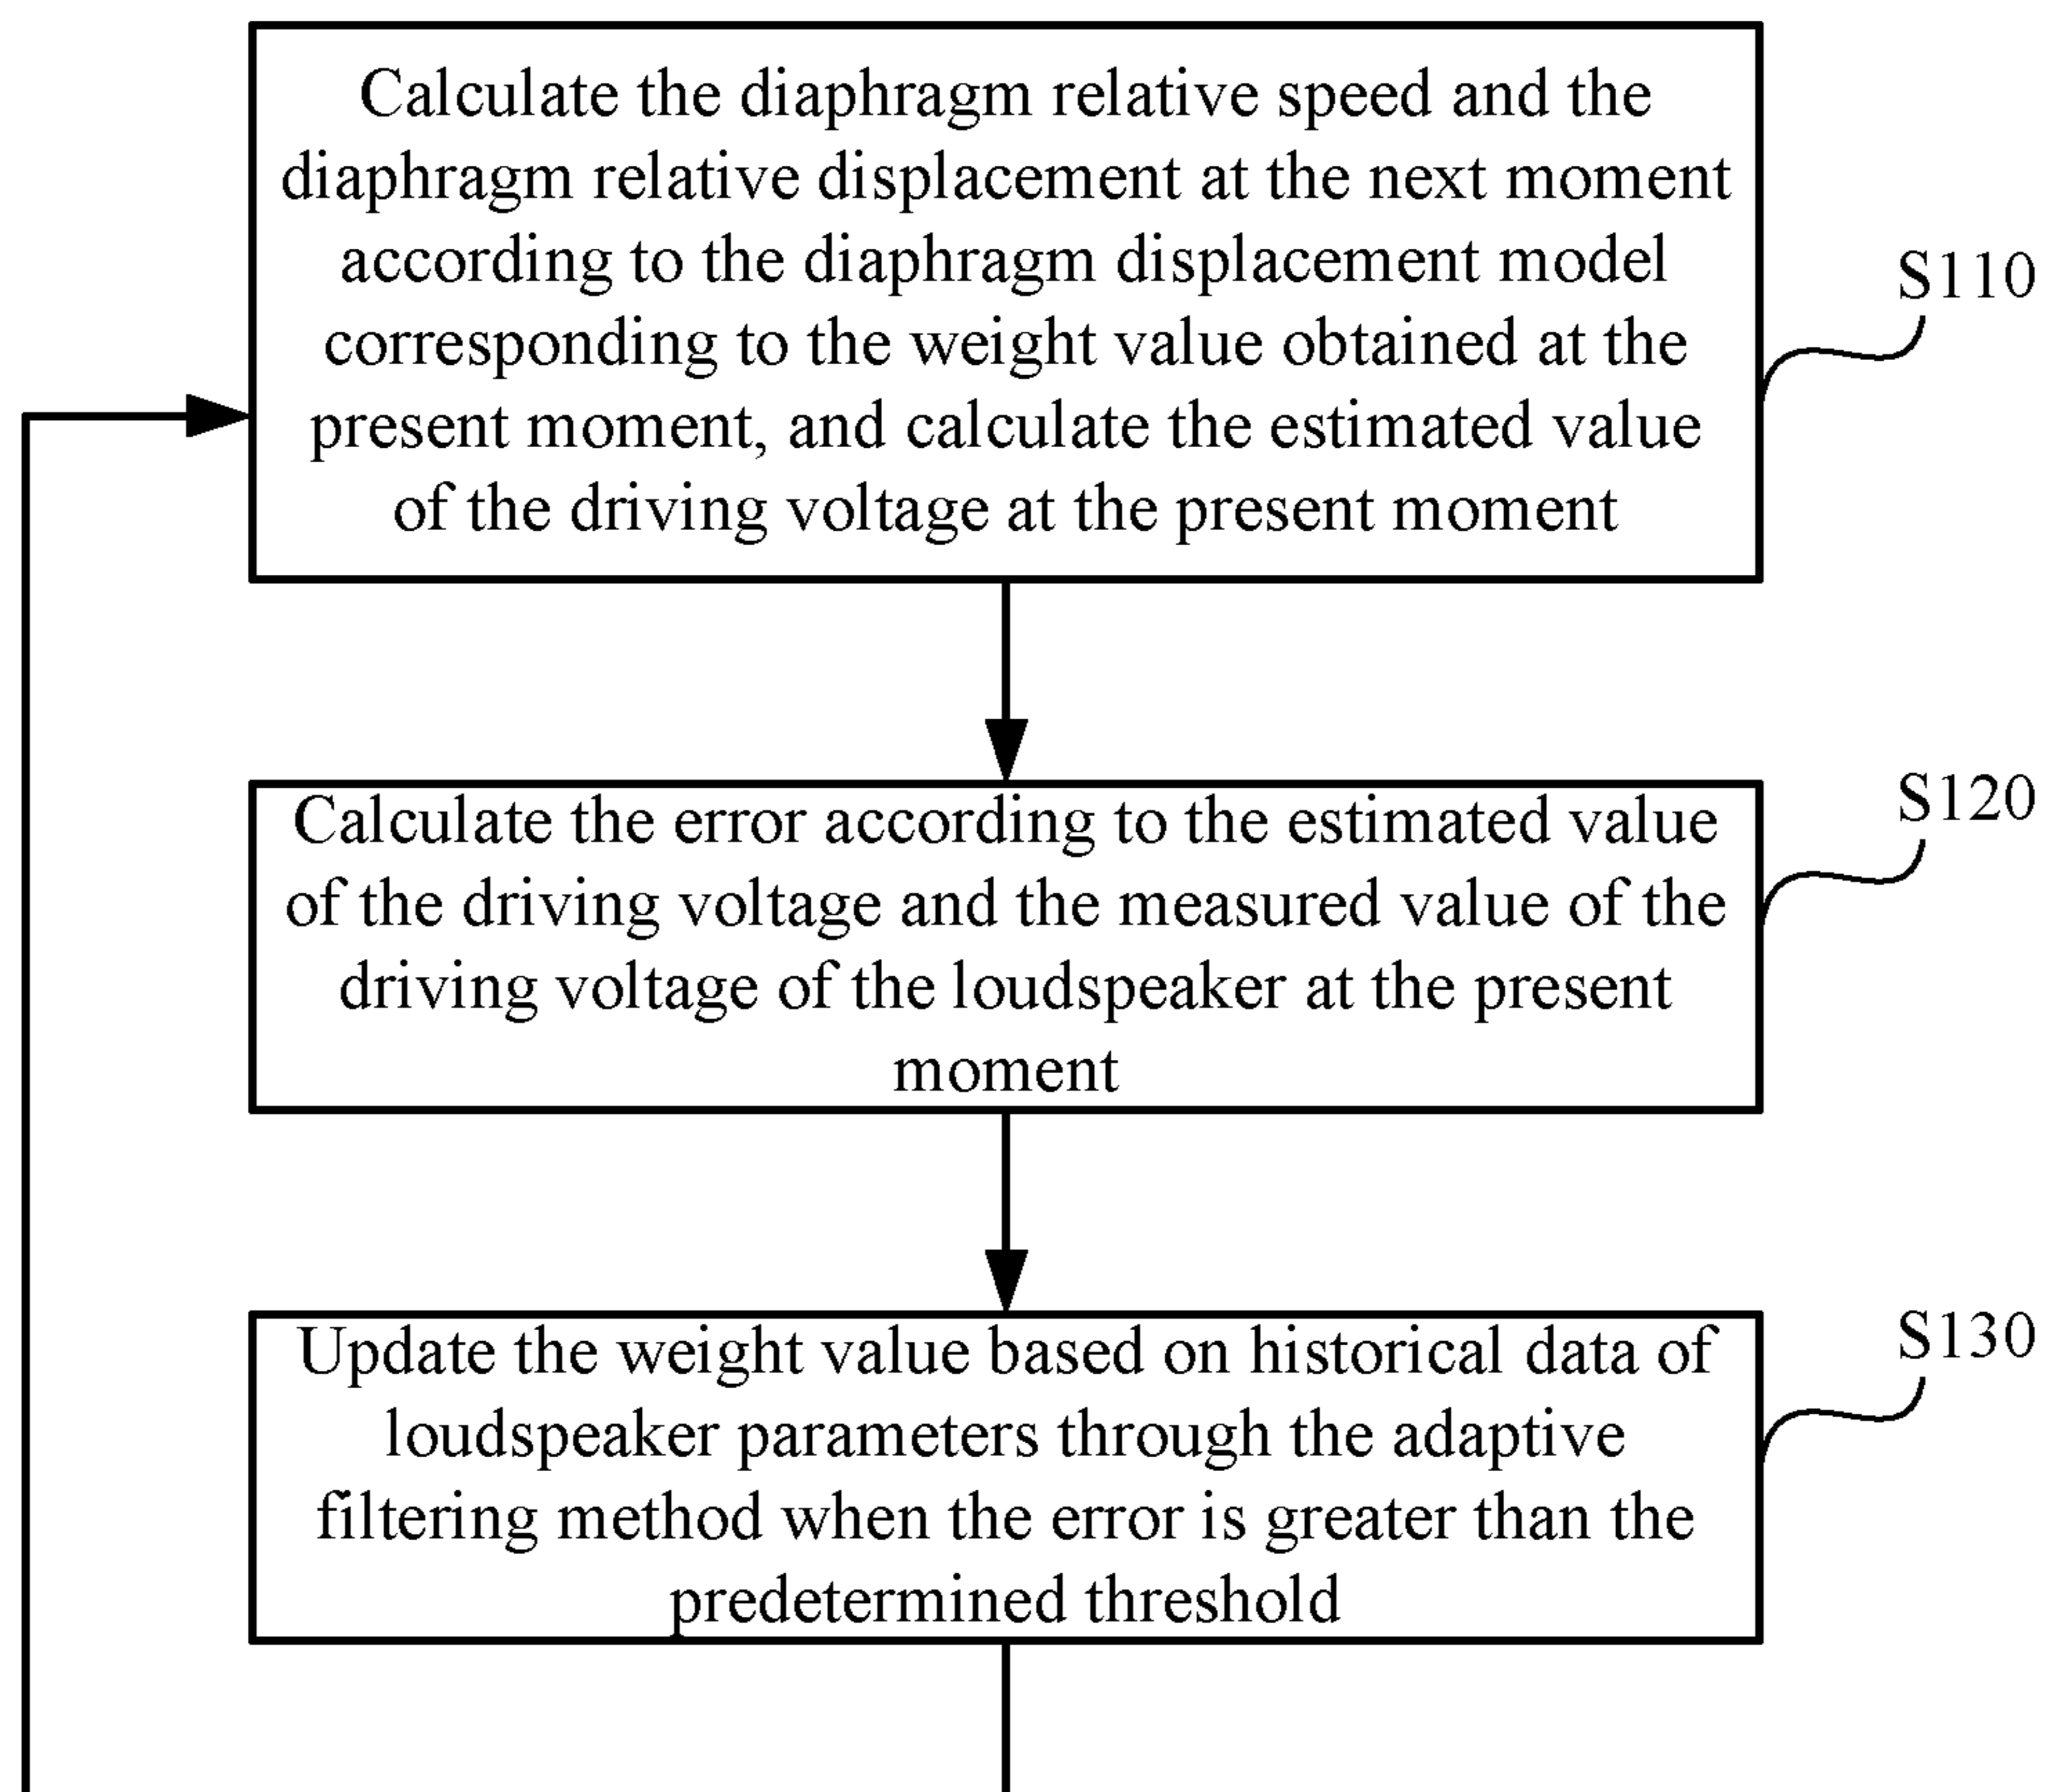 Calculate the diaphragm relative speed and the
diaphragm relative displacement at the next moment
according to the diaphragm displacement model
corresponding to the weight value obtained at the
present moment, and calculate the estimated value
of the driving voltage at the present moment
S110
Calculate the error according to the estimated value
of the driving voltage and the measured value of the
driving voltage of the loudspeaker at the present
moment
S120
Update the weight value based on historical data of
loudspeaker parameters through the adaptive
filtering method when the error is greater than the
predetermined threshold
S130